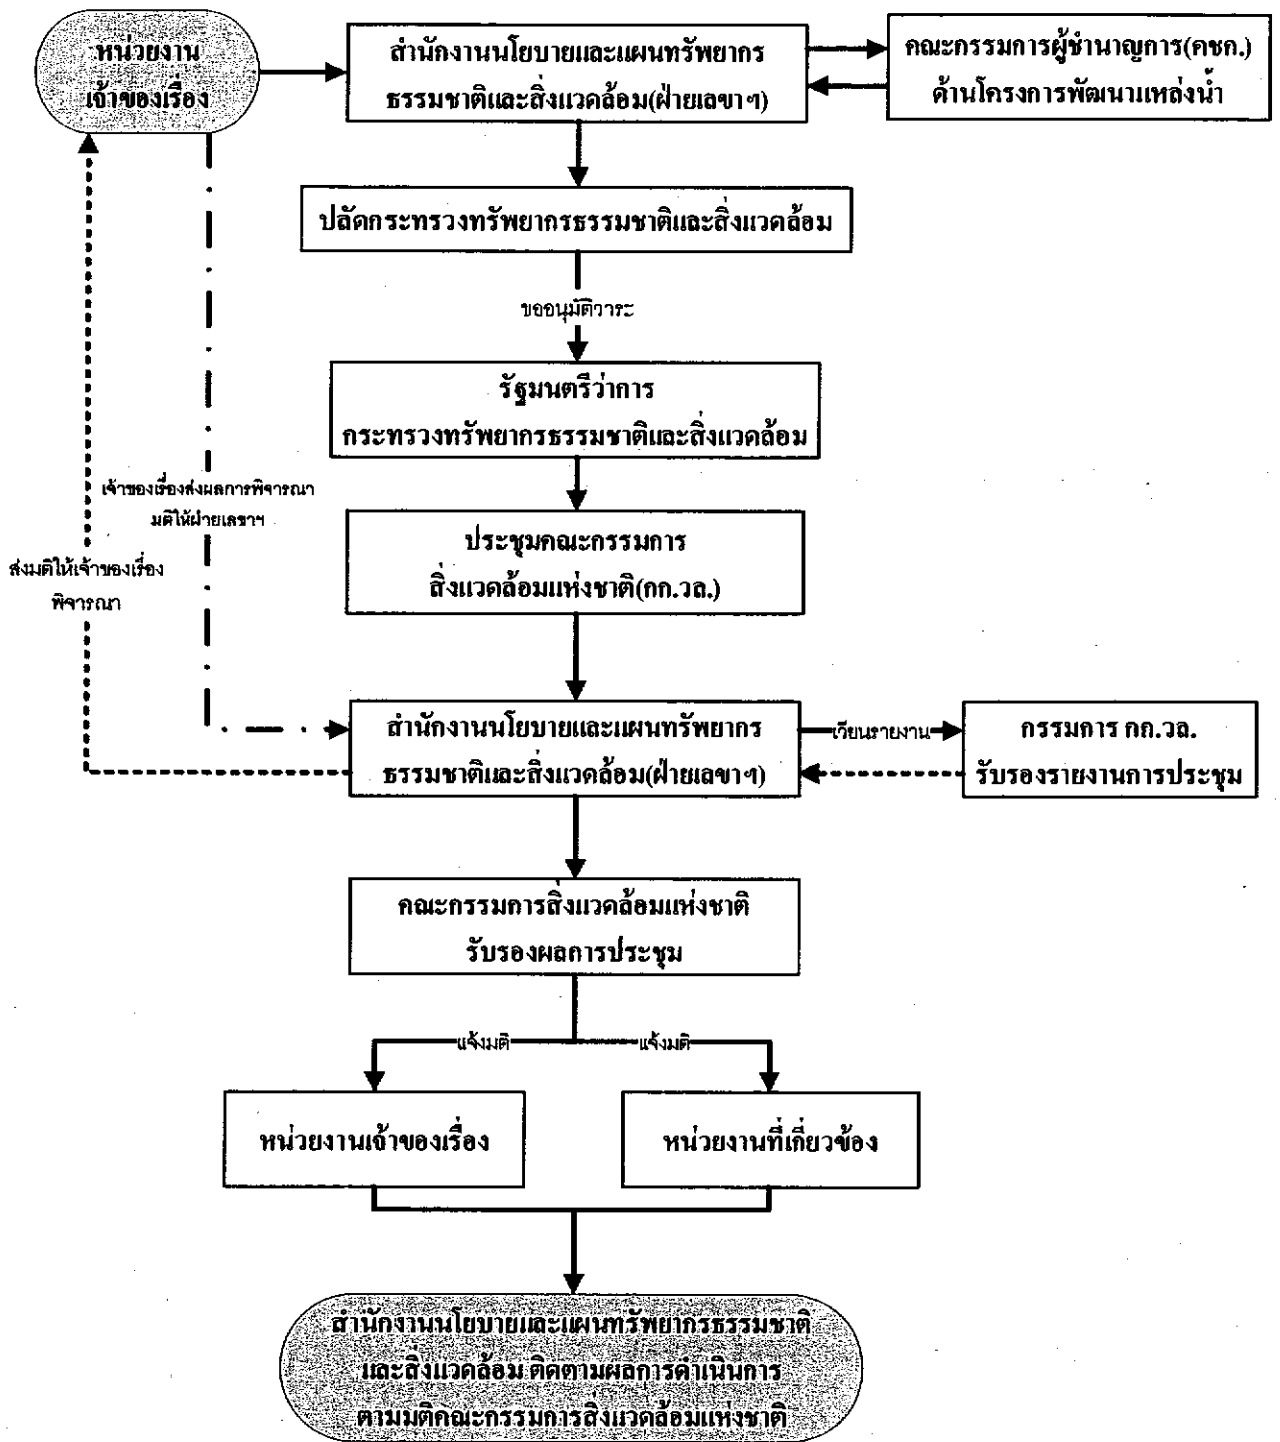 หน่วยงาน
เจ้าของเรื่อง
สำนักงานนโยบายและแผนทรัพยากร
ธรรมชาติและสิ่งแวดล้อม(ฝ่ายเลขาฯ)
คณะกรรมการผู้ชำนาญการ(คชก.)
ด้านโครงการพัฒนาแหล่งน้ำ
ปลัดกระทรวงทรัพยากรธรรมชาติและสิ่งแวดล้อม
ขออนุมัติวาระ
รัฐมนตรีว่าการ
กระทรวงทรัพยากรธรรมชาติและสิ่งแวดล้อม
เจ้าของเรื่องส่งผลการพิจารณา
มติให้ฝ่ายเลขาฯ
ประชุมคณะกรรมการ
สิ่งแวดล้อมแห่งชาติ(กก.วล.)
ส่งมติให้เจ้าของเรื่อง
พิจารณา
สำนักงานนโยบายและแผนทรัพยากร
ธรรมชาติและสิ่งแวดล้อม(ฝ่ายเลขาฯ)
เวียนรายงาน
กรรมการ กก.วล.
รับรองรายงานการประชุม
คณะกรรมการสิ่งแวดล้อมแห่งชาติ
รับรองผลการประชุม
แจ้งมติ
แจ้งมติ
หน่วยงานเจ้าของเรื่อง
หน่วยงานที่เกี่ยวข้อง
สำนักงานนโยบายและแผนทรัพยากรธรรมชาติ
และสิ่งแวดล้อม ติดตามผลการดำเนินการ
ตามมติคณะกรรมการสิ่งแวดล้อมแห่งชาติ